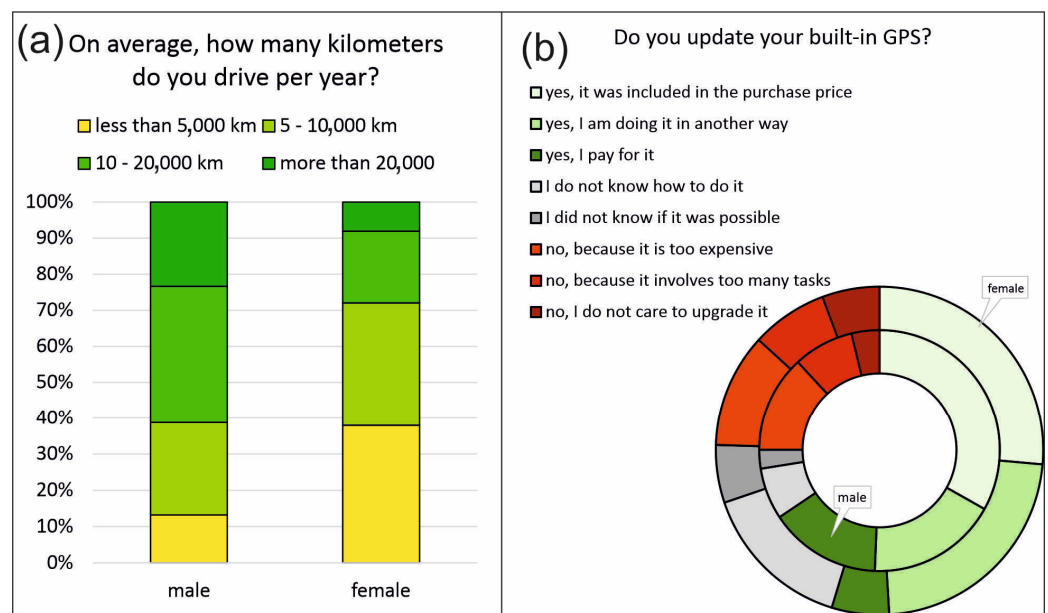 (a) On average, how many kilometers
do you drive per year?
less than 5,000 km 5 - 10,000 km
10 - 20,000 km more than 20,000
100%
90%
80%
70%
60%
50%
40%
30%
20%
10%
0%
male female
(b) Do you update your built-in GPS?
yes, it was included in the purchase price
yes, I am doing it in another way
yes, I pay for it
I do not know how to do it
I did not know if it was possible
no, because it is too expensive
no, because it involves too many tasks
no, I do not care to upgrade it
female
male